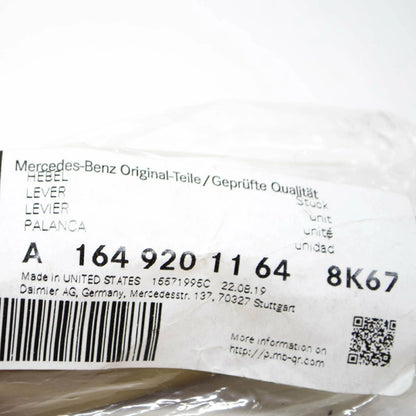 Mercedes-Benz Original-Teile/Geprüfte Qualität
HEBEL Stück
LEVER unit
LEVIER unité
PALANCA unidad
A 164 920 11 64 8K67
Made in UNITED STATES 15571995C 22.08.19
Daimler AG, Germany, Mercedesstr. 137, 70327 Stuttgart
More information on
http://p.mb-qr.com